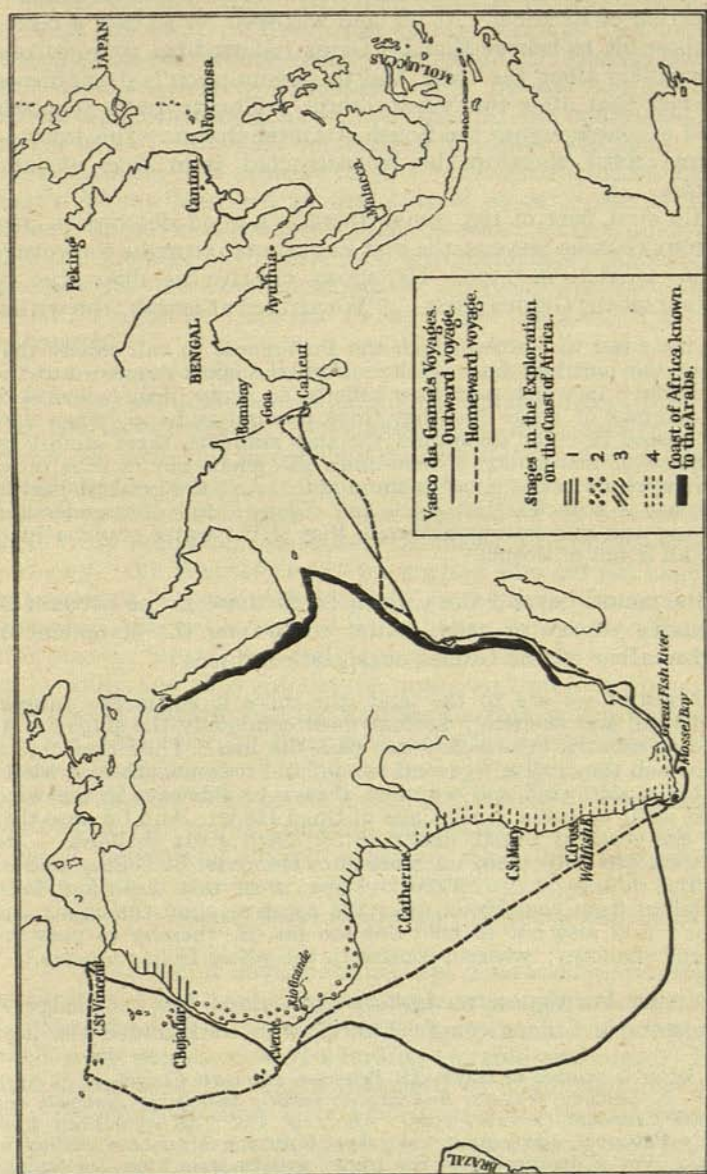 JAPAN
Peking
Formosa
Canton
MOLUCCAS
BENGAL
Ayuthia
Malacca
Bombay
Goa
Calicut
Vasco da Gama's Voyages.
Outward voyage.
Homeward voyage.
Stages in the Exploration
on the Coast of Africa.
1
2
3
4
Coast of Africa known
to the Arabs.
C.St Vincent
C.Bojador
C.Verde
Rio Grande
C.Catherine
C.St Mary
C.Cross
Walfish B.
Great Fish River
Mossel Bay
BRAZIL